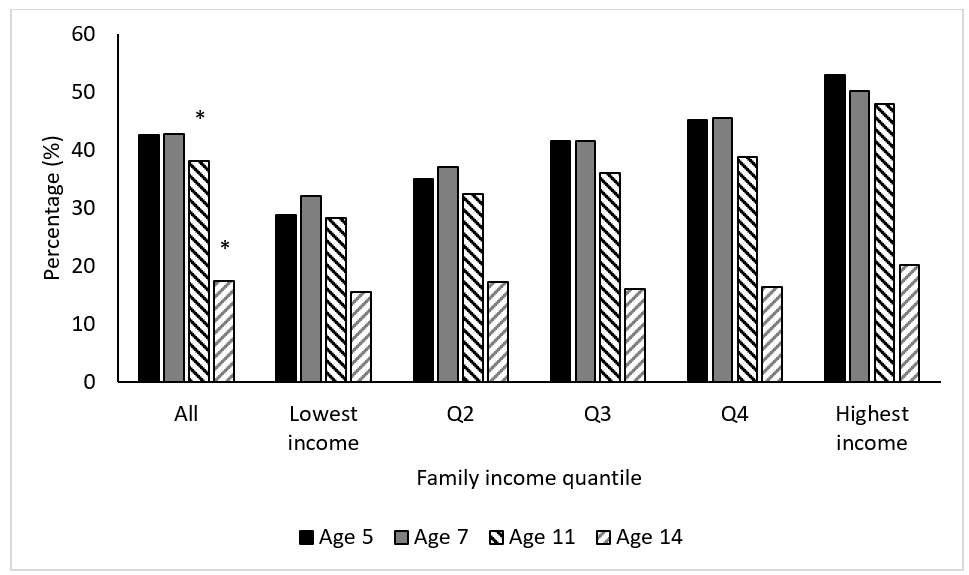 60
50
40
30
20
10
0
Percentage (%)
*
*
All
Lowest
income
Q2
Q3
Q4
Highest
income
Family income quantile
Age 5
Age 7
Age 11
Age 14